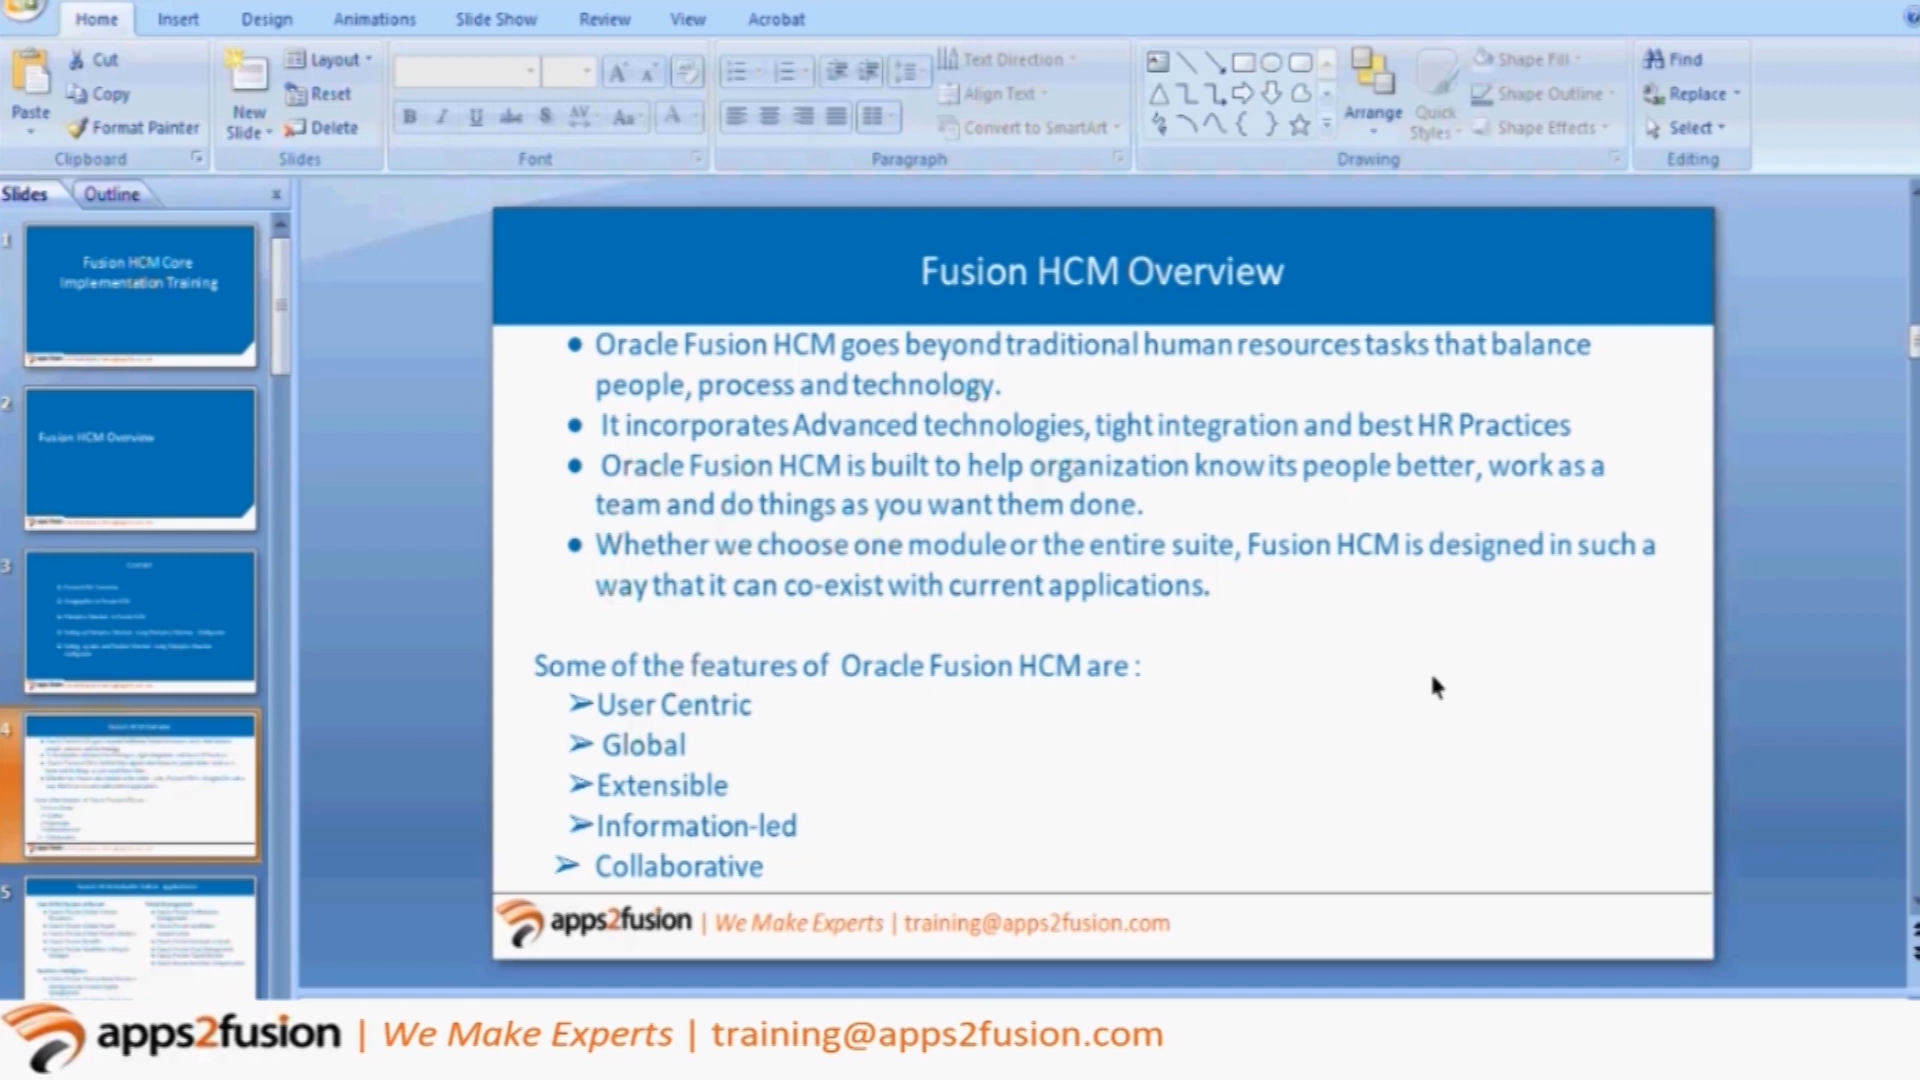 Home Insert Design Animations Slide Show Review View Acrobat
Cut Layout Text Direction Shape Fill Find
Copy Reset Align Text Shape Outline Replace
Paste New Arrange Quick
Format Painter Slide Delete B I U abc S AV Aa A Convert to SmartArt Styles Shape Effects Select
Clipboard Slides Font Paragraph Drawing Editing
Slides Outline
1
Fusion HCM Core
Implementation Training
2
Fusion HCM Overview
3
4
5
Fusion HCM Overview
• Oracle Fusion HCM goes beyond traditional human resources tasks that balance
people, process and technology.
• It incorporates Advanced technologies, tight integration and best HR Practices
• Oracle Fusion HCM is built to help organization know its people better, work as a
team and do things as you want them done.
• Whether we choose one module or the entire suite, Fusion HCM is designed in such a
way that it can co-exist with current applications.
Some of the features of Oracle Fusion HCM are :
➢User Centric
➢ Global
➢Extensible
➢Information-led
➢ Collaborative
apps2fusion | We Make Experts | training@apps2fusion.com
apps2fusion | We Make Experts | training@apps2fusion.com